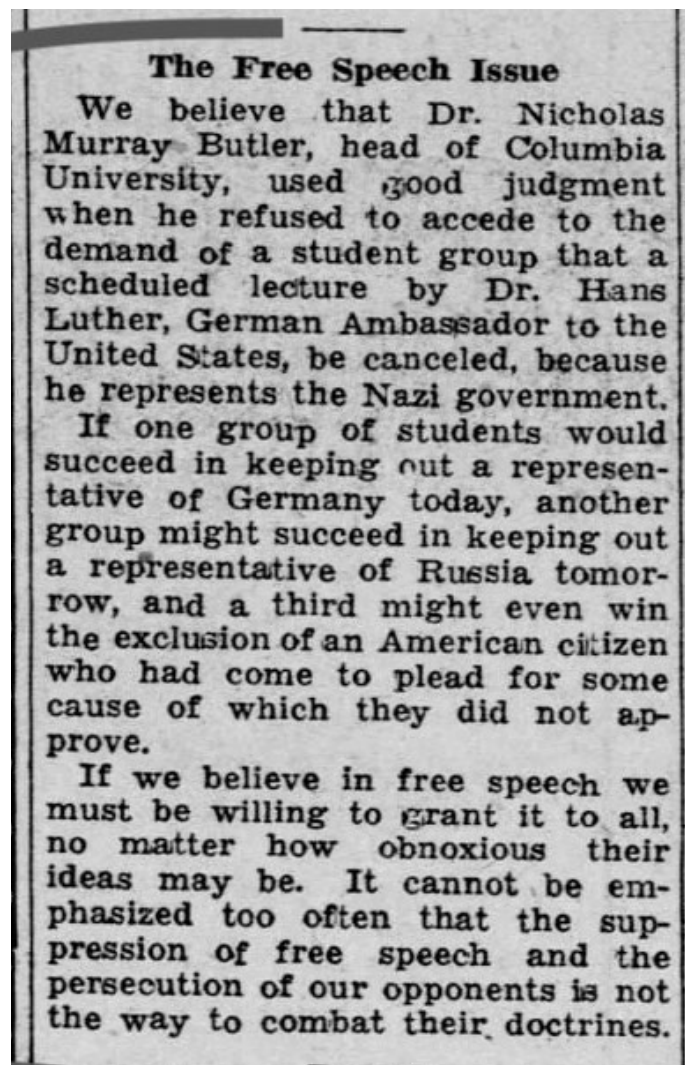 The Free Speech Issue
We believe that Dr. Nicholas
Murray Butler, head of Columbia
University, used good judgment
when he refused to accede to the
demand of a student group that a
scheduled lecture by Dr. Hans
Luther, German Ambassador to the
United States, be canceled, because
he represents the Nazi government.
If one group of students would
succeed in keeping out a represen-
tative of Germany today, another
group might succeed in keeping out
a representative of Russia tomor-
row, and a third might even win
the exclusion of an American citizen
who had come to plead for some
cause of which they did not ap-
prove.
If we believe in free speech we
must be willing to grant it to all,
no matter how obnoxious their
ideas may be. It cannot be em-
phasized too often that the sup-
pression of free speech and the
persecution of our opponents is not
the way to combat their doctrines.